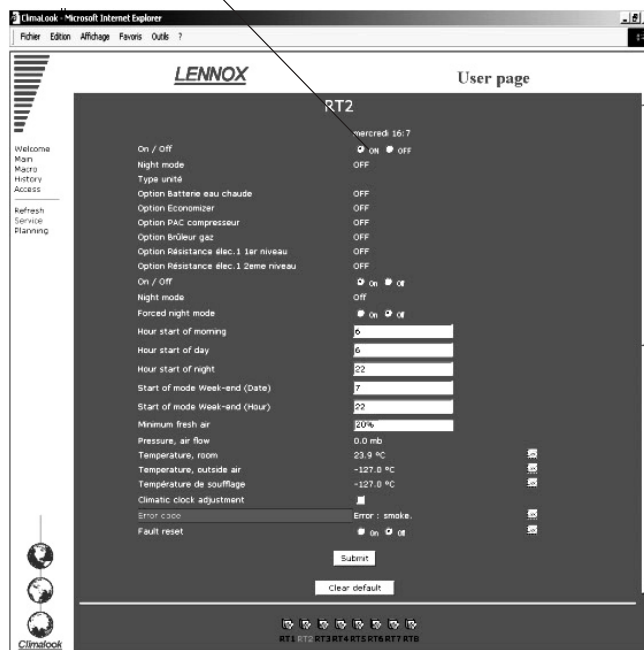 ClimaLook - Microsoft Internet Explorer
Fichier Edition Affichage Favoris Outils ?
LENNOX User page
RT2
mercredi 16:7
Welcome
Main
Macro
History
Access
Refresh
Service
Planning
On / Off ON OFF
Night mode OFF
Type unité
Option Batterie eau chaude OFF
Option Economizer OFF
Option PAC compresseur OFF
Option Brûleur gaz OFF
Option Résistance élec.1 1er niveau OFF
Option Résistance élec.1 2eme niveau OFF
On / Off On Off
Night mode Off
Forced night mode On Off
Hour start of morning 6
Hour start of day 6
Hour start of night 22
Start of mode Week-end (Date) 7
Start of mode Week-end (Hour) 22
Minimum fresh air 20%
Pressure, air flow 0.0 mb
Temperature, room 23.9 ºC
Temperature, outside air -127.0 ºC
Température de soufflage -127.0 ºC
Climatic clock adjustment
Error code Error : smoke.
Fault reset On Off
Submit
Clear default
RT1 RT2 RT3 RT4 RT5 RT6 RT7 RT8
Climalook